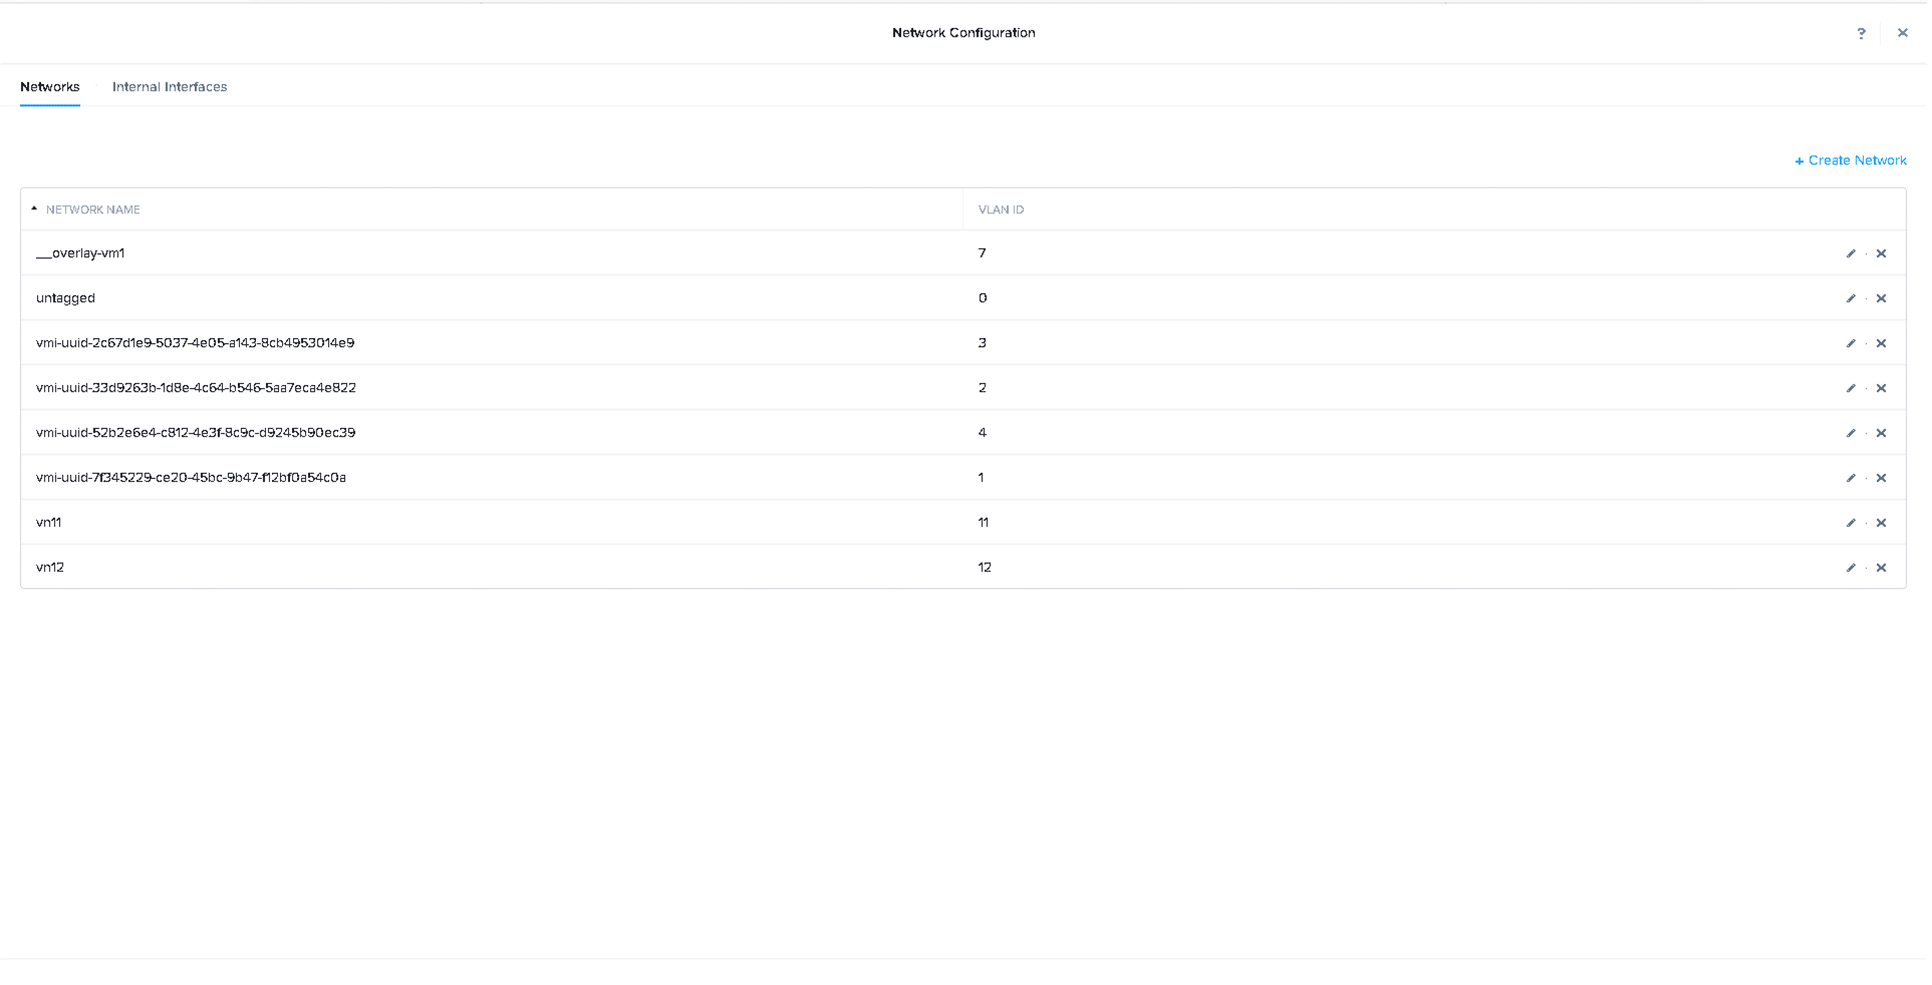 Network Configuration
?
Networks · Internal Interfaces
+ Create Network
NETWORK NAME VLAN ID
__overlay-vm1 7
untagged 0
vmi-uuid-2c67d1e9-5037-4e05-a143-8cb4953014e9 3
vmi-uuid-33d9263b-1d8e-4c64-b546-5aa7eca4e822 2
vmi-uuid-52b2e6e4-c812-4e3f-8c9c-d9245b90ec39 4
vmi-uuid-7f345229-ce20-45bc-9b47-f12bf0a54c0a 1
vn11 11
vn12 12